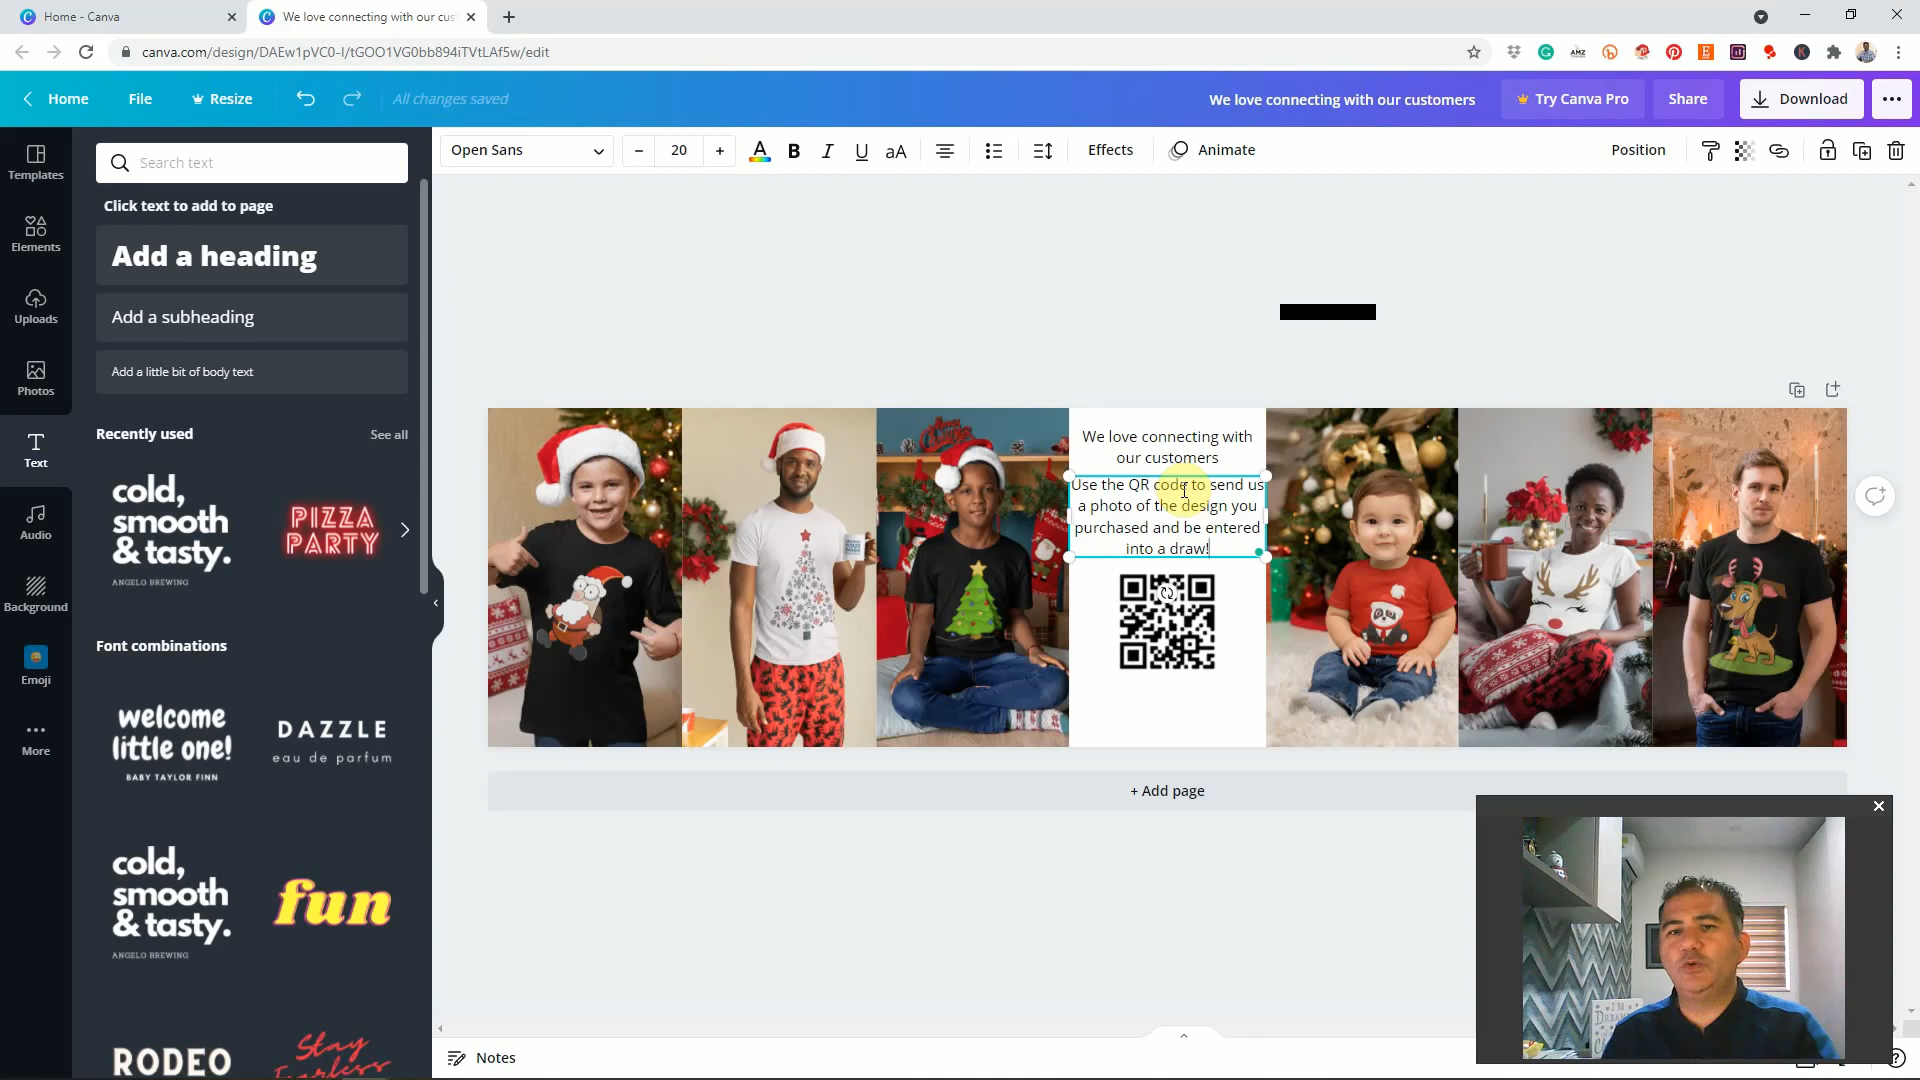 Home - Canva
We love connecting with our cus
canva.com/design/DAEw1pVC0-I/tGOO1VG0bb894iTVtLAf5w/edit
Home
File
Resize
All changes saved
We love connecting with our customers
Try Canva Pro
Share
Download
Templates
Elements
Uploads
Photos
Text
Audio
Background
Emoji
More
Search text
Click text to add to page
Add a heading
Add a subheading
Add a little bit of body text
Recently used
See all
cold,
smooth
& tasty.
ANGELO BREWING
PIZZA
PARTY
Font combinations
welcome
little one!
BABY TAYLOR FINN
DAZZLE
eau de parfum
cold,
smooth
& tasty.
ANGELO BREWING
fun
RODEO
Stay
Fearless
Open Sans
20
B
I
U
aA
Effects
Animate
Position
We love connecting with
our customers
Use the QR code to send us
a photo of the design you
purchased and be entered
into a draw!
+ Add page
Notes